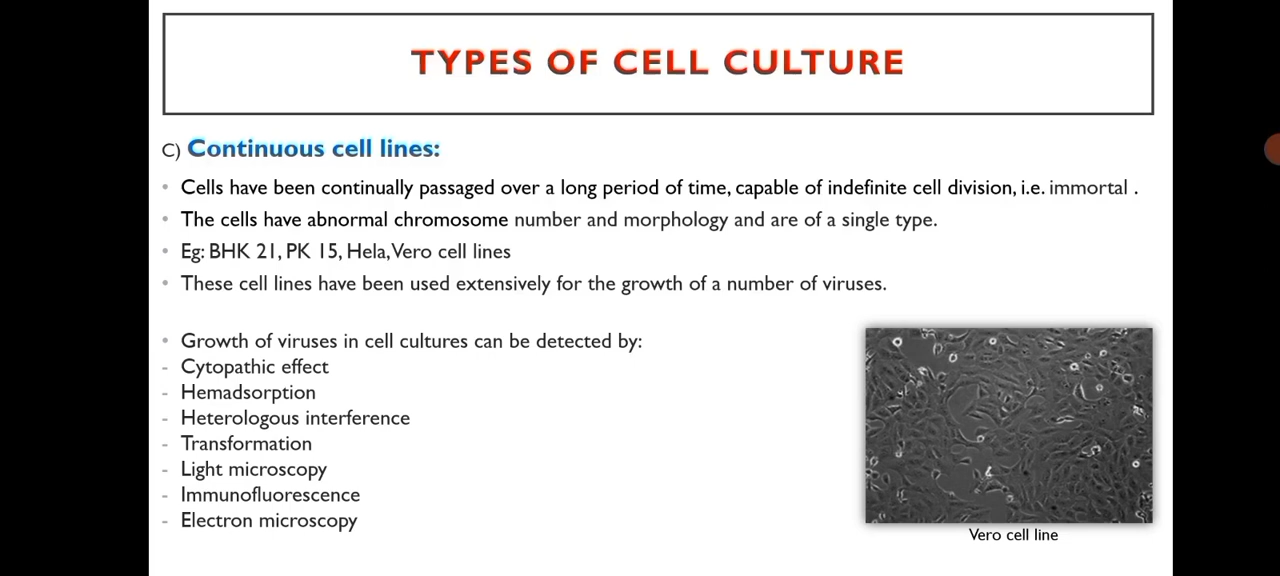 TYPES OF CELL CULTURE
C) Continuous cell lines:
• Cells have been continually passaged over a long period of time, capable of indefinite cell division, i.e. immortal .
• The cells have abnormal chromosome number and morphology and are of a single type.
• Eg: BHK 21, PK 15, Hela, Vero cell lines
• These cell lines have been used extensively for the growth of a number of viruses.
• Growth of viruses in cell cultures can be detected by:
- Cytopathic effect
- Hemadsorption
- Heterologous interference
- Transformation
- Light microscopy
- Immunofluorescence
- Electron microscopy
Vero cell line